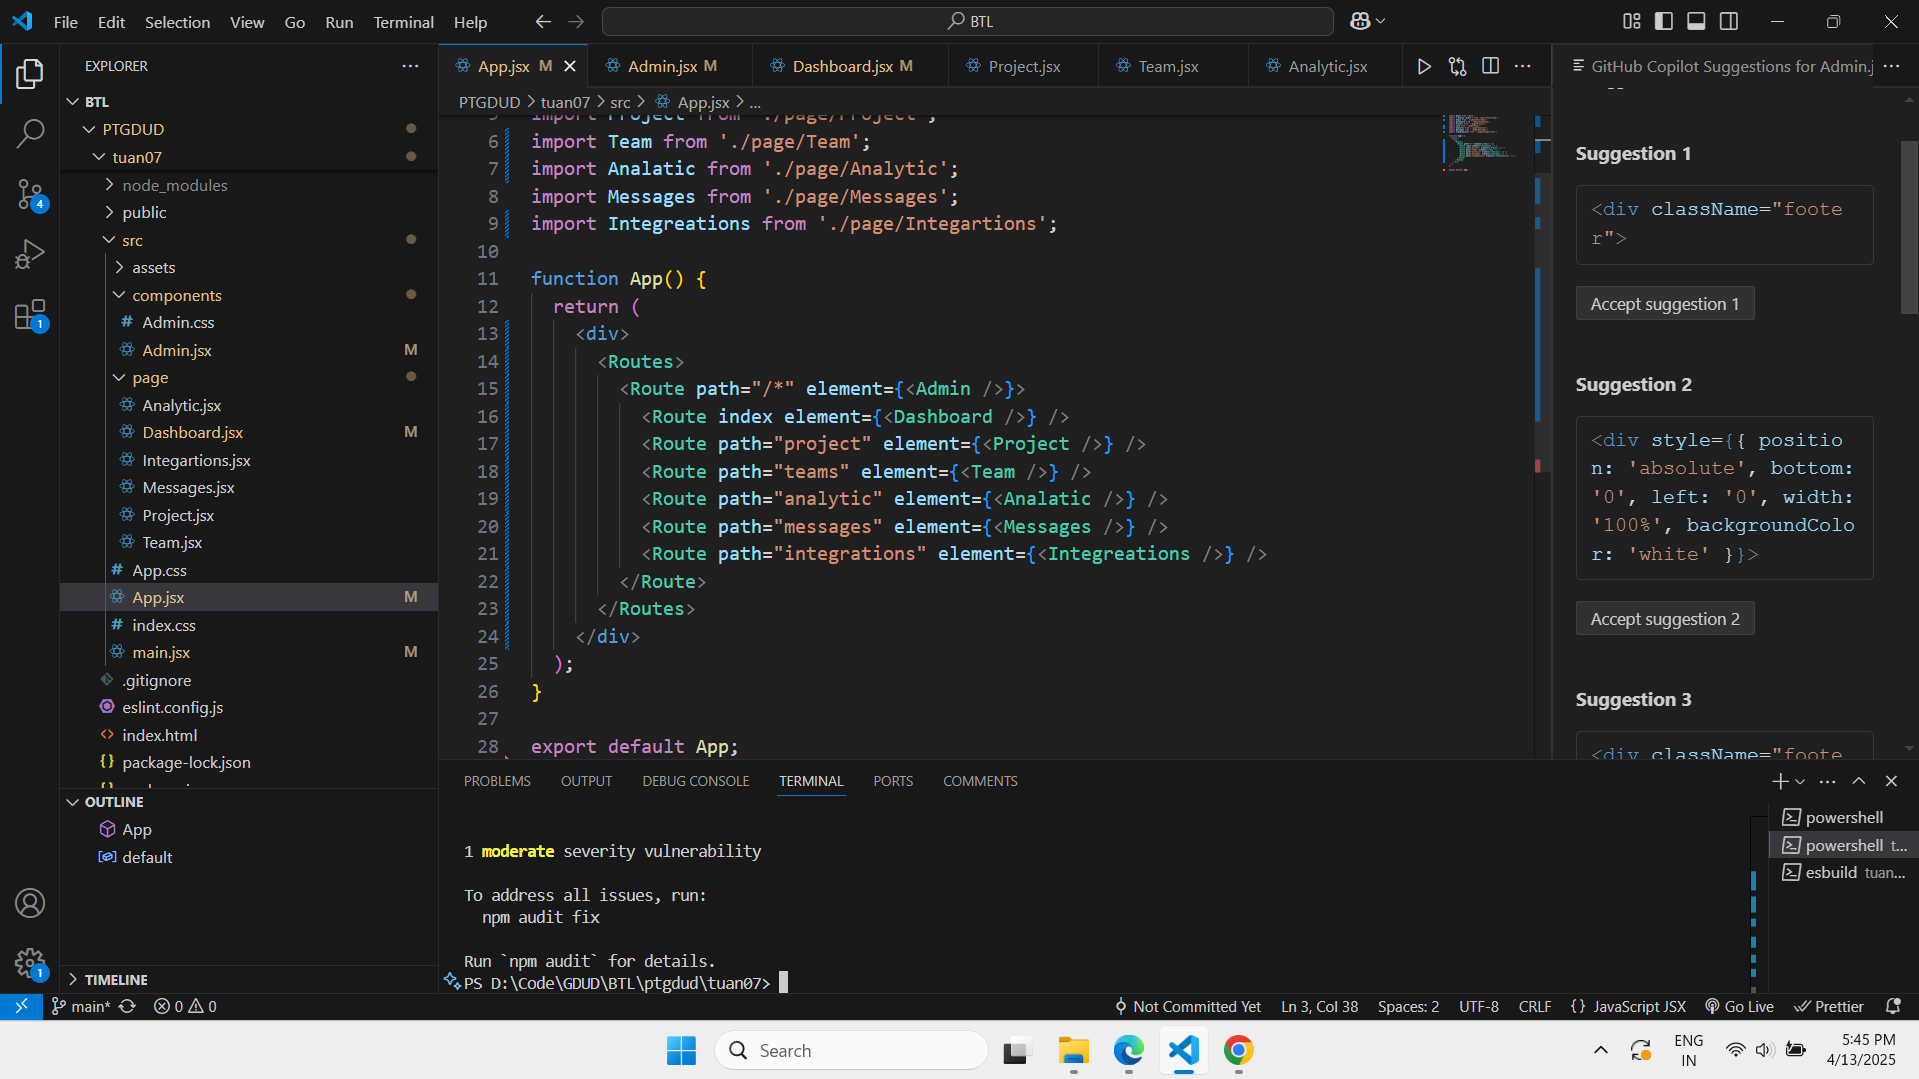 File Edit Selection View Go Run Terminal Help
BTL
EXPLORER
BTL
PTGDUD
tuan07
node_modules
public
src
assets
components
Admin.css
Admin.jsx M
page
Analytic.jsx
Dashboard.jsx M
Integartions.jsx
Messages.jsx
Project.jsx
Team.jsx
App.css
App.jsx M
index.css
main.jsx M
.gitignore
eslint.config.js
index.html
package-lock.json
OUTLINE
App
default
TIMELINE
4
1
1
App.jsx M Admin.jsx M Dashboard.jsx M Project.jsx Team.jsx Analytic.jsx
PTGDUD > tuan07 > src > App.jsx > ...
5 import Project from './page/Project';
6 import Team from './page/Team';
7 import Analatic from './page/Analytic';
8 import Messages from './page/Messages';
9 import Integreations from './page/Integartions';
10
11 function App() {
12 return (
13 <div>
14 <Routes>
15 <Route path="/*" element={<Admin />}>
16 <Route index element={<Dashboard />} />
17 <Route path="project" element={<Project />} />
18 <Route path="teams" element={<Team />} />
19 <Route path="analytic" element={<Analatic />} />
20 <Route path="messages" element={<Messages />} />
21 <Route path="integrations" element={<Integreations />} />
22 </Route>
23 </Routes>
24 </div>
25 );
26 }
27
28 export default App;
GitHub Copilot Suggestions for Admin.j
Suggestion 1
<div className="foote
r">
Accept suggestion 1
Suggestion 2
<div style={{ positio
n: 'absolute', bottom:
'0', left: '0', width:
'100%', backgroundColo
r: 'white' }}>
Accept suggestion 2
Suggestion 3
<div className="foote
PROBLEMS OUTPUT DEBUG CONSOLE TERMINAL PORTS COMMENTS
1 moderate severity vulnerability
To address all issues, run:
npm audit fix
Run `npm audit` for details.
PS D:\Code\GDUD\BTL\ptgdud\tuan07>
powershell
powershell t...
esbuild tuan...
main* 0 0 Not Committed Yet Ln 3, Col 38 Spaces: 2 UTF-8 CRLF {} JavaScript JSX Go Live Prettier
Search
ENG
IN
5:45 PM
4/13/2025